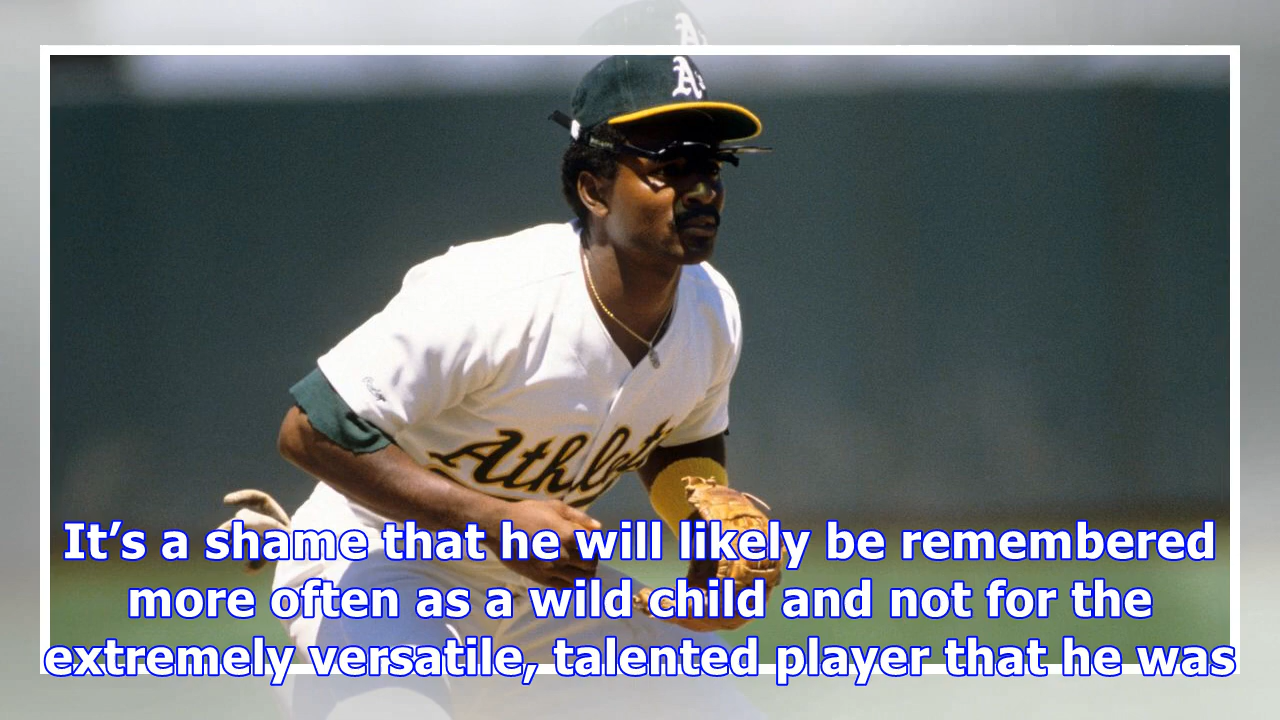 A's
A's
Athletic
It’s a shame that he will likely be remembered
more often as a wild child and not for the
extremely versatile, talented player that he was